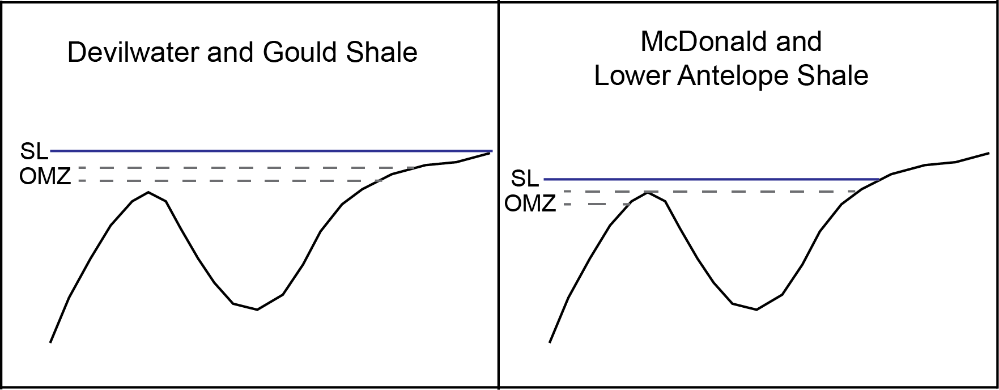 Devilwater and Gould Shale
SL
OMZ
McDonald and
Lower Antelope Shale
SL
OMZ